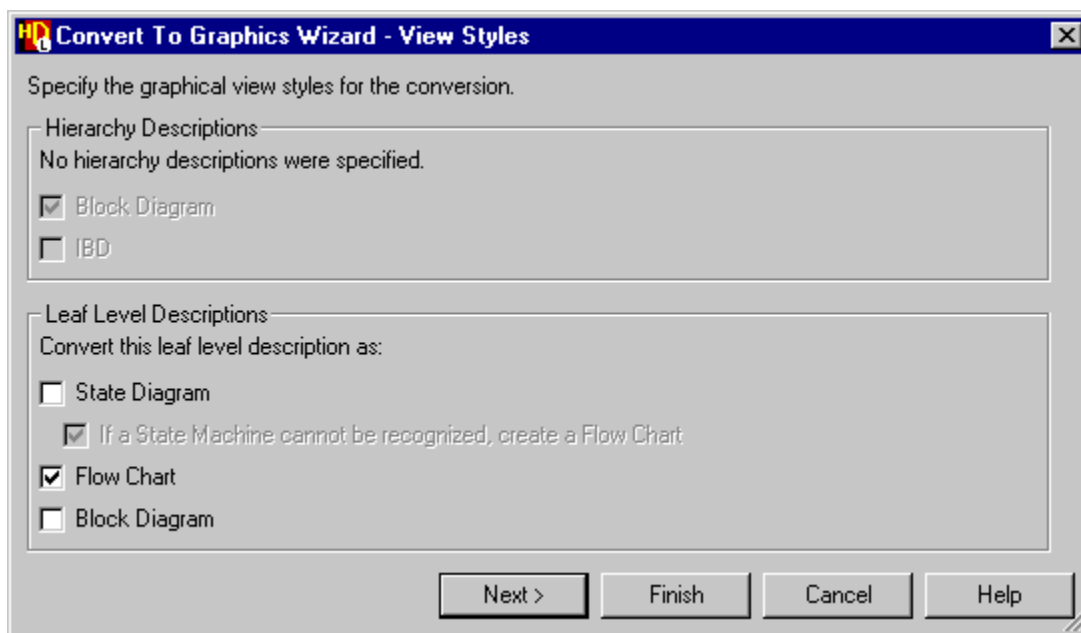 HDL Convert To Graphics Wizard - View Styles
Specify the graphical view styles for the conversion.
Hierarchy Descriptions
No hierarchy descriptions were specified.
Block Diagram
IBD
Leaf Level Descriptions
Convert this leaf level description as:
State Diagram
If a State Machine cannot be recognized, create a Flow Chart
Flow Chart
Block Diagram
Next > Finish Cancel Help